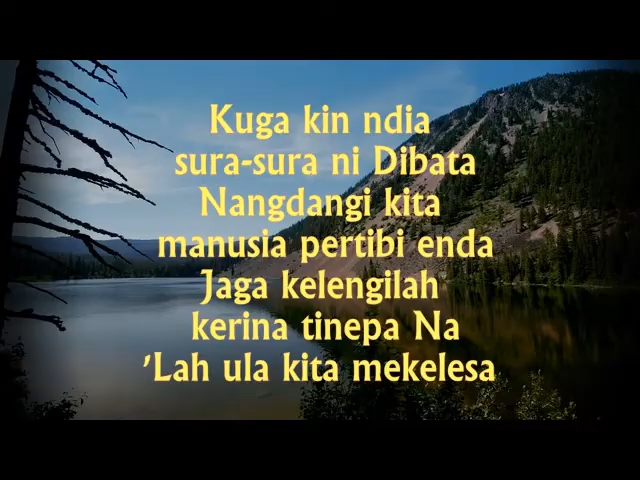 Kuga kin ndia
sura-sura ni Dibata
Nangdangi kita
manusia pertibi enda
Jaga kelengilah
kerina tinepa Na
'Lah ula kita mekelesa